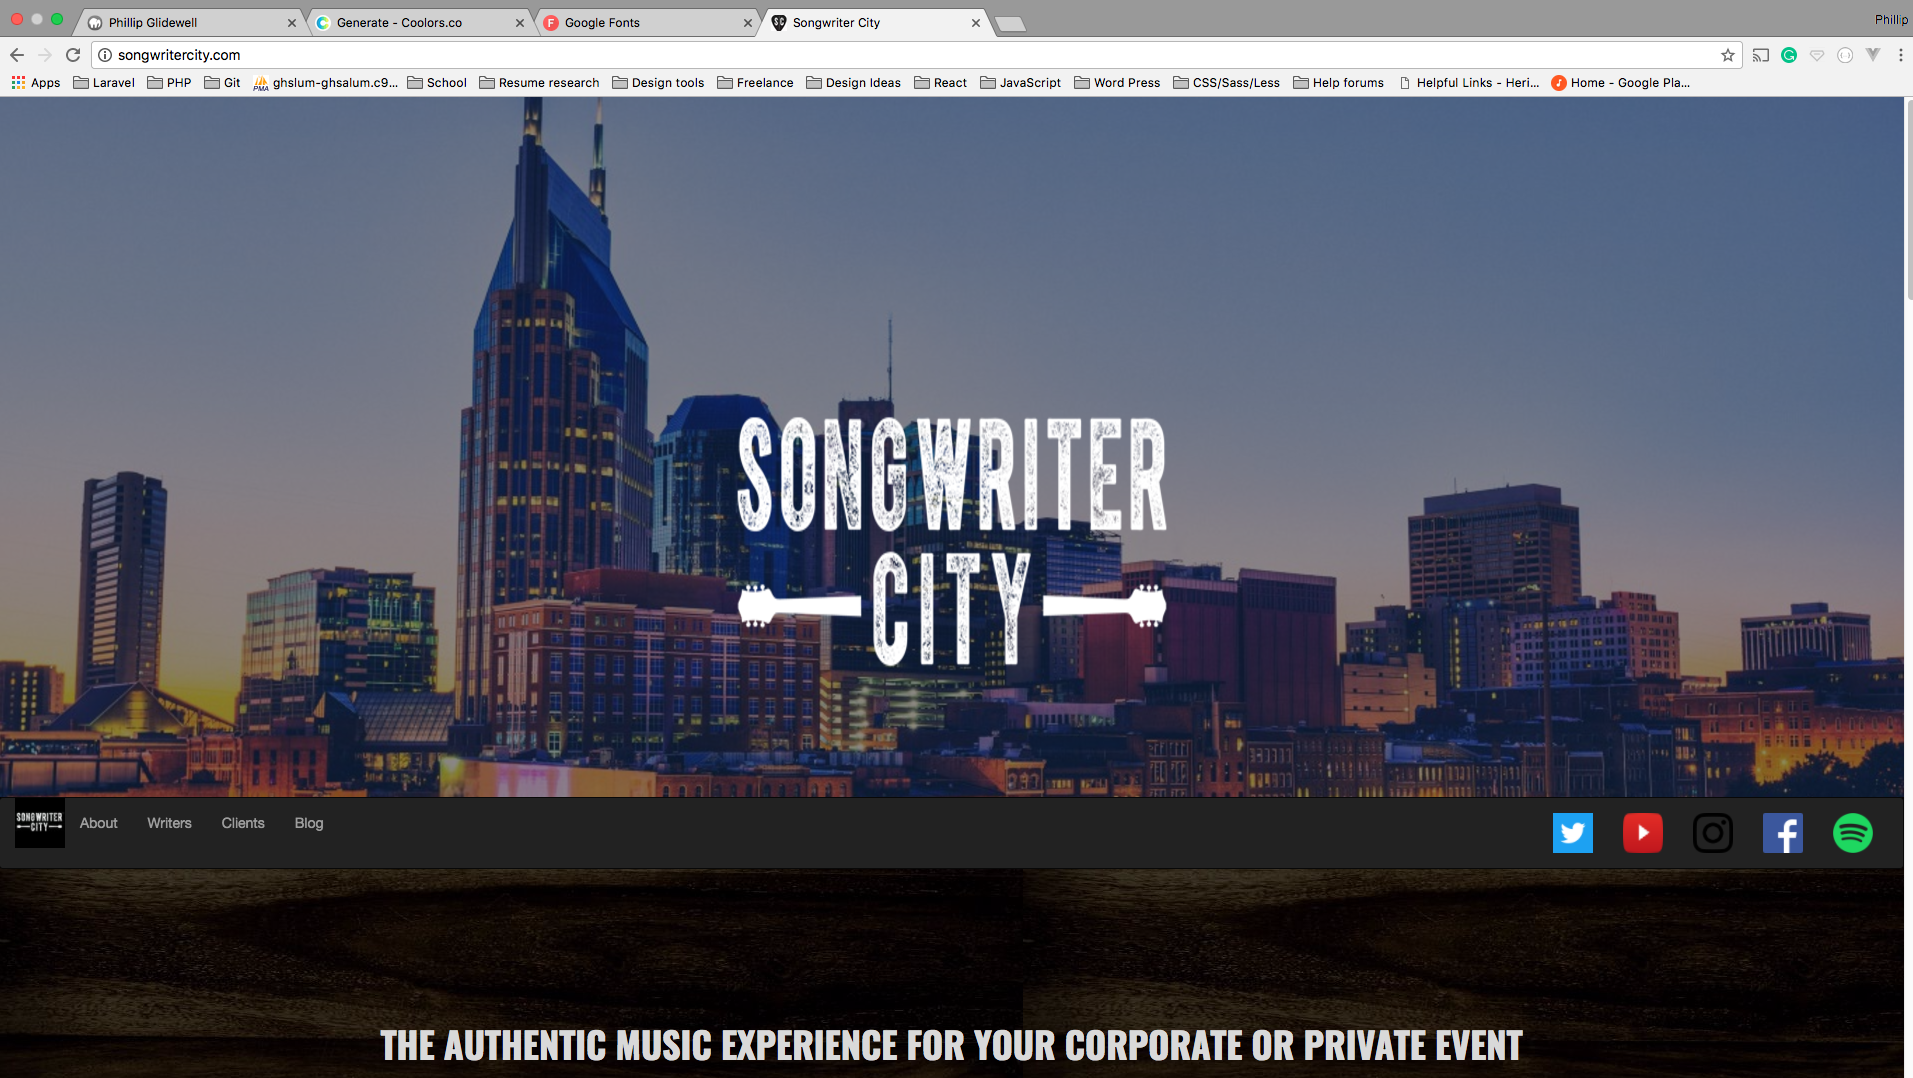 Phillip Glidewell
Generate - Coolors.co
Google Fonts
Songwriter City
Phillip
songwritercity.com
Apps
Laravel
PHP
Git
PMA
ghslum-ghsalum.c9...
School
Resume research
Design tools
Freelance
Design Ideas
React
JavaScript
Word Press
CSS/Sass/Less
Help forums
Helpful Links - Heri...
Home - Google Pla...
SONGWRITER
CITY
SONGWRITER
CITY
About
Writers
Clients
Blog
THE AUTHENTIC MUSIC EXPERIENCE FOR YOUR CORPORATE OR PRIVATE EVENT